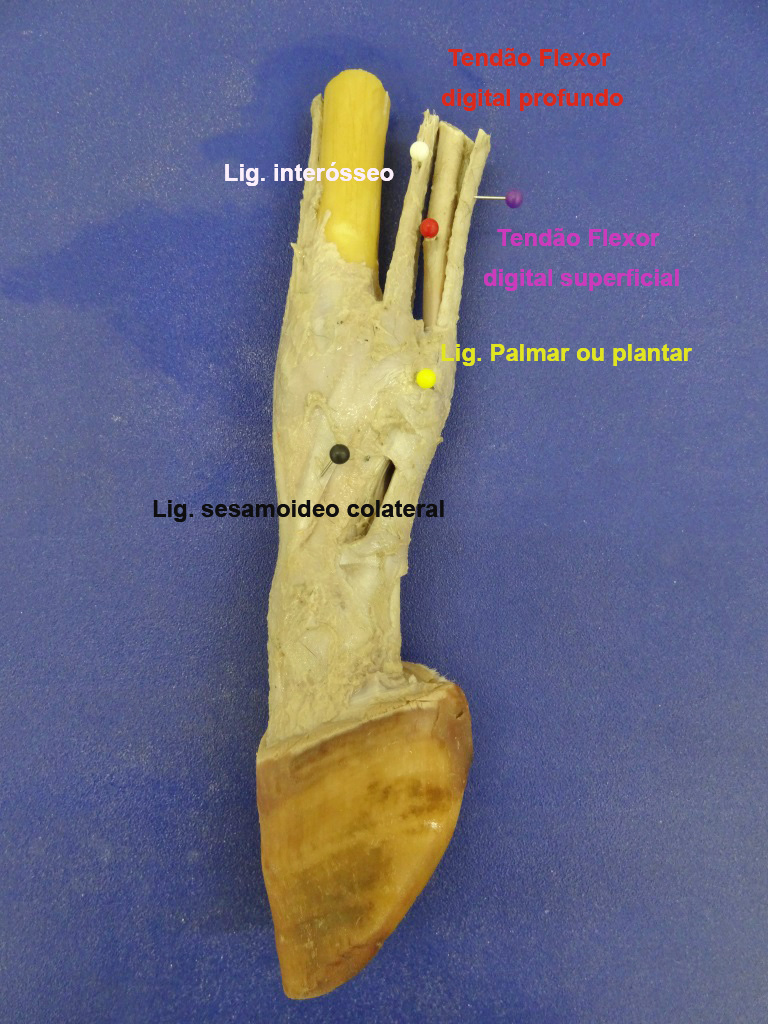 Tendão Flexor
digital profundo
Lig. interósseo
Tendão Flexor
digital superficial
Lig. Palmar ou plantar
Lig. sesamoideo colateral